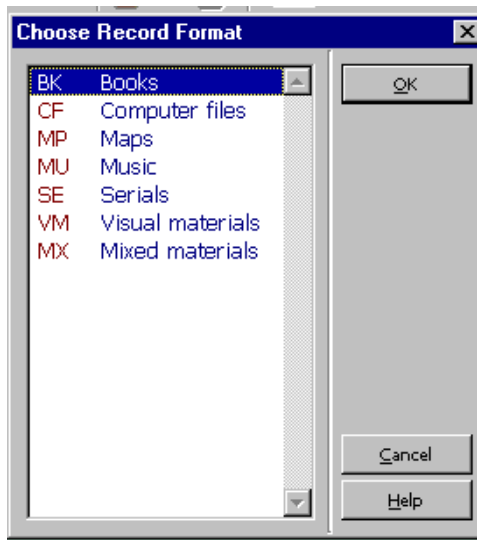 Choose Record Format
BK Books
CF Computer files
MP Maps
MU Music
SE Serials
VM Visual materials
MX Mixed materials
OK
Cancel
Help